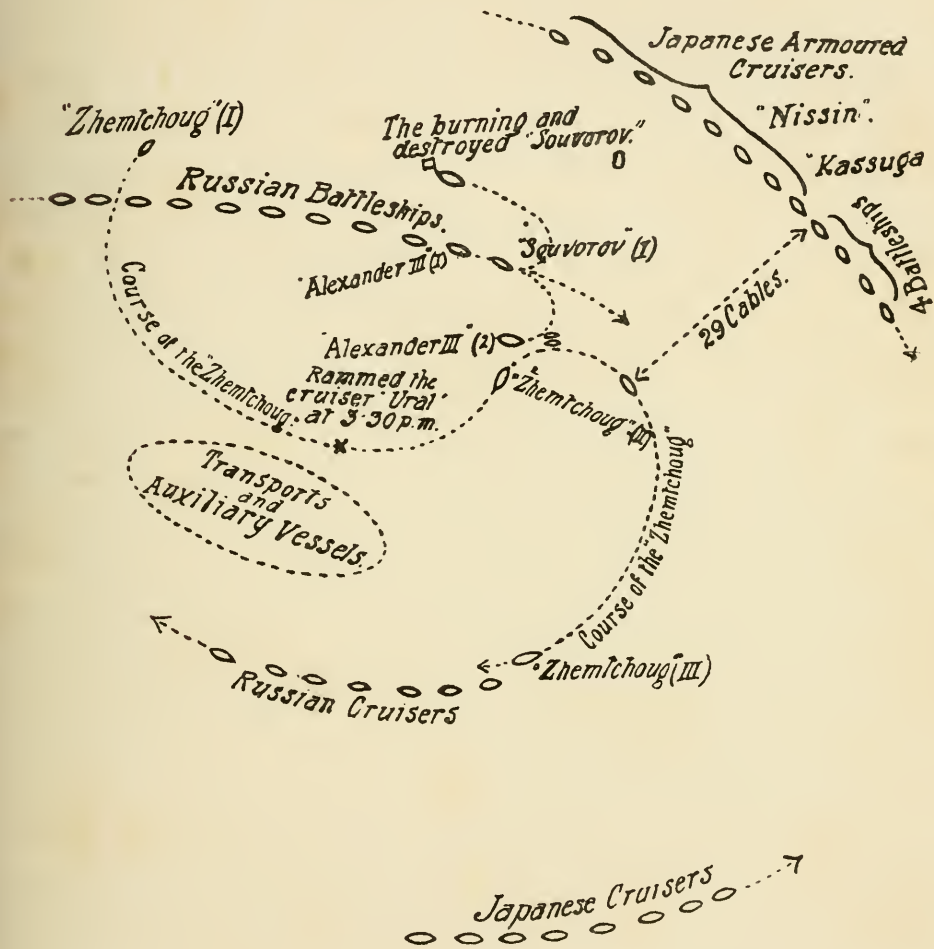 Japanese Armoured
Cruisers.
"Zhemtchoug" (I)
"Nissin".
The burning and
destroyed "Souvorov."
"Kassuga
Russian Battleships.
4 Battleships
"Souvorov" (I)
"Alexander III" (1)
29 Cables.
Course of the "Zhemtchoug."
"Alexander III" (2)
Rammed the
cruiser "Ural"
at 3·30 p.m.
"Zhemtchoug" (II)
Transports
and
Auxiliary Vessels.
Course of the "Zhemtchoug"
"Zhemtchoug" (III)
Russian Cruisers
Japanese Cruisers